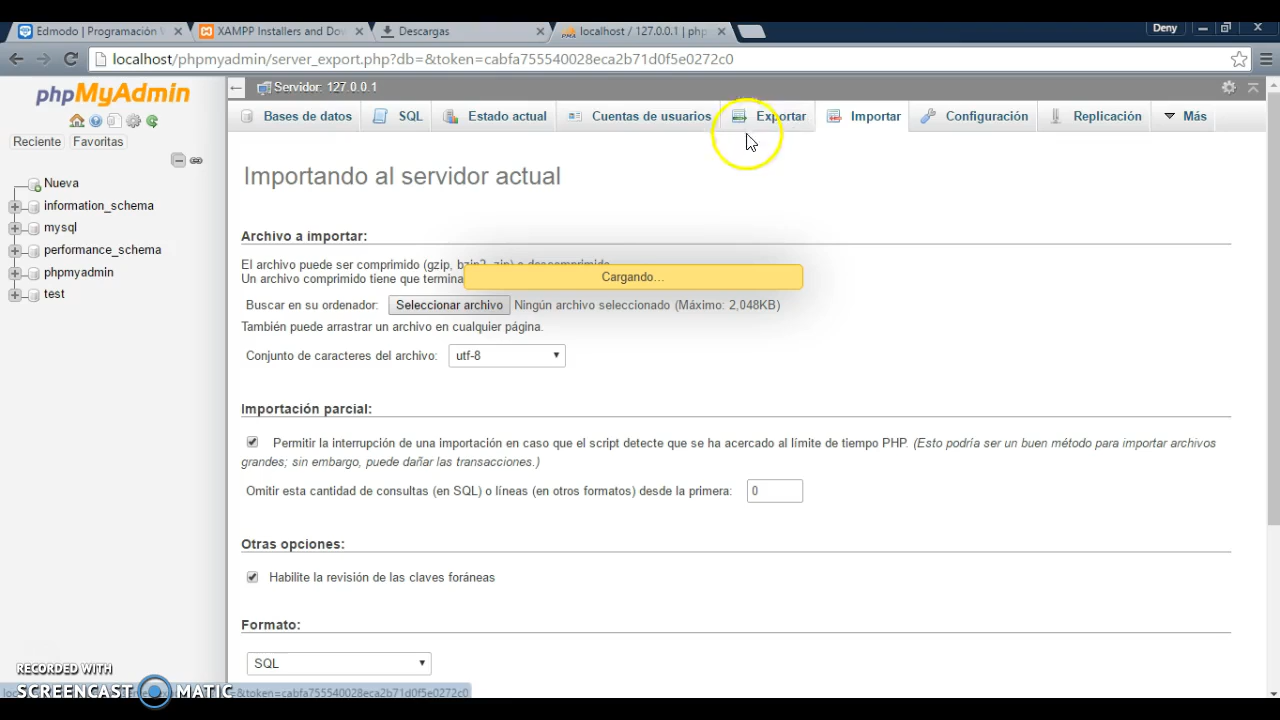 Edmodo | Programación
XAMPP Installers and Do
Descargas
localhost / 127.0.0.1 | php
Deny
localhost/phpmyadmin/server_export.php?db=&token=cabfa755540028eca2b71d0f5e0272c0
phpMyAdmin
Reciente Favoritas
Nueva
information_schema
mysql
performance_schema
phpmyadmin
test
Servidor: 127.0.0.1
Bases de datos SQL Estado actual Cuentas de usuarios Exportar Importar Configuración Replicación Más
Importando al servidor actual
Archivo a importar:
El archivo puede ser comprimido (gzip, bzip2, zip) o descomprimido.
Un archivo comprimido tiene que termina
Cargando...
Buscar en su ordenador: Seleccionar archivo Ningún archivo seleccionado (Máximo: 2,048KB)
También puede arrastrar un archivo en cualquier página.
Conjunto de caracteres del archivo: utf-8
Importación parcial:
Permitir la interrupción de una importación en caso que el script detecte que se ha acercado al límite de tiempo PHP. (Esto podría ser un buen método para importar archivos
grandes; sin embargo, puede dañar las transacciones.)
Omitir esta cantidad de consultas (en SQL) o líneas (en otros formatos) desde la primera: 0
Otras opciones:
Habilite la revisión de las claves foráneas
Formato:
SQL
RECORDED WITH
SCREENCAST MATIC
&token=cabfa755540028eca2b71d0f5e0272c0